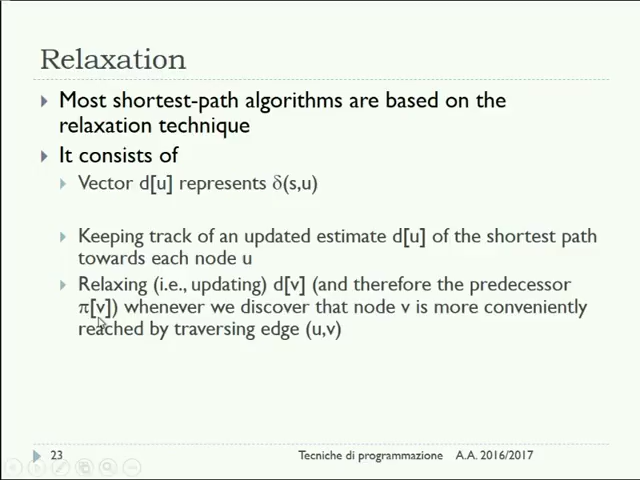 Relaxation
Most shortest-path algorithms are based on the
relaxation technique
It consists of
Vector d[u] represents δ(s,u)
Keeping track of an updated estimate d[u] of the shortest path
towards each node u
Relaxing (i.e., updating) d[v] (and therefore the predecessor
π[v]) whenever we discover that node v is more conveniently
reached by traversing edge (u,v)
23
Tecniche di programmazione A.A. 2016/2017